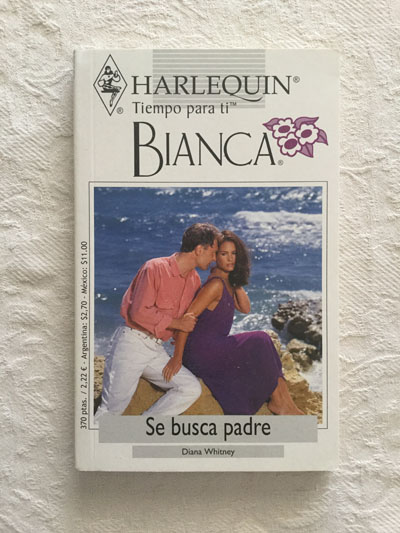 HARLEQUIN®
®
Tiempo para ti™
BIANCA®
370 ptas. / 2,22 € - Argentina: $2,70 - México: $11.00
Se busca padre
Diana Whitney